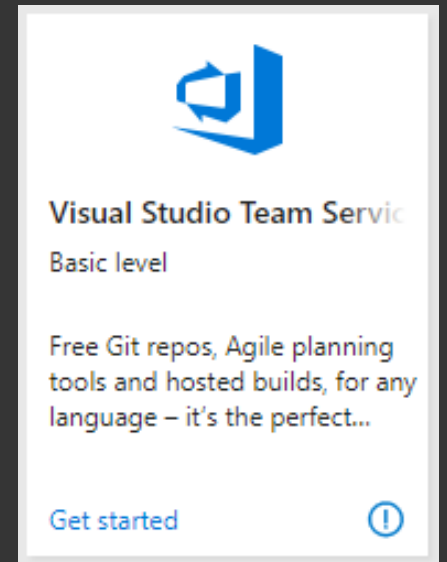 Visual Studio Team Servic
Basic level
Free Git repos, Agile planning
tools and hosted builds, for any
language – it's the perfect...
Get started